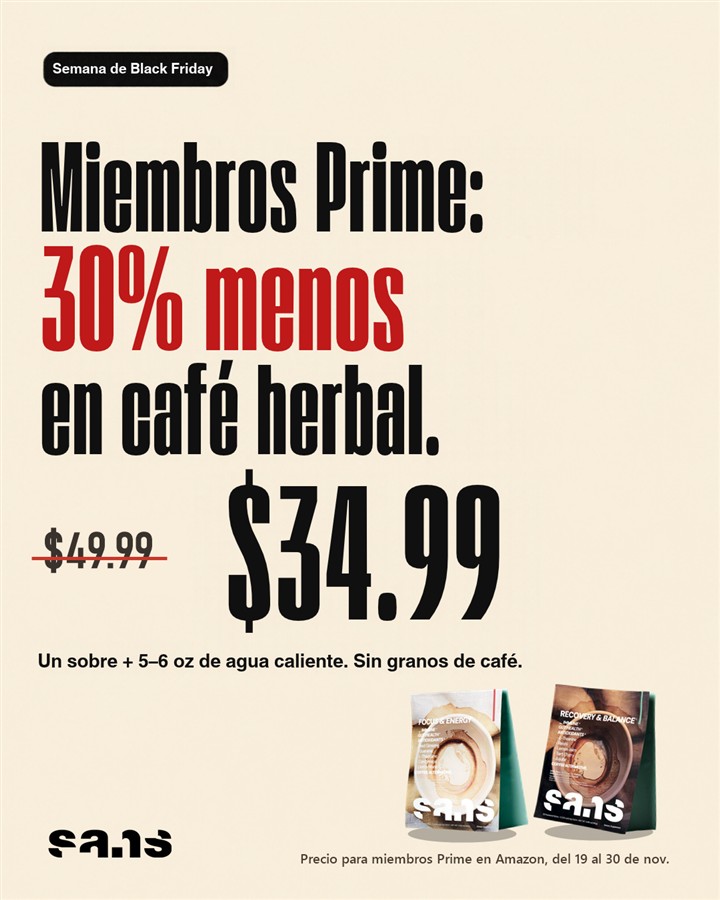 Semana de Black Friday
Miembros Prime:
30% menos
en café herbal.
$49.99
$34.99
Un sobre + 5–6 oz de agua caliente. Sin granos de café.
FOCUS & ENERGY
RECOVERY & BALANCE
sans
sans
sans
Precio para miembros Prime en Amazon, del 19 al 30 de nov.